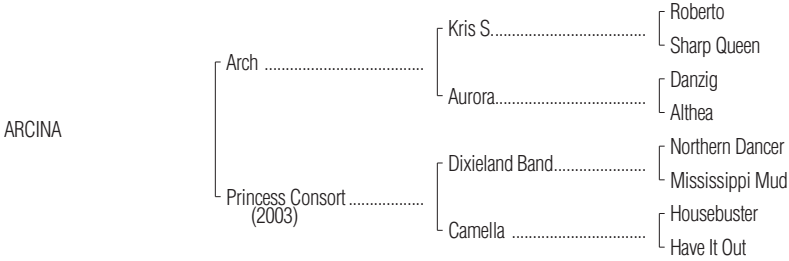 Roberto
Kris S.....................................
Sharp Queen
Arch ......................................
Danzig
Aurora....................................
Althea
ARCINA
Northern Dancer
Dixieland Band......................
Mississippi Mud
Princess Consort ..................
(2003)
Housebuster
Camella ................................
Have It Out